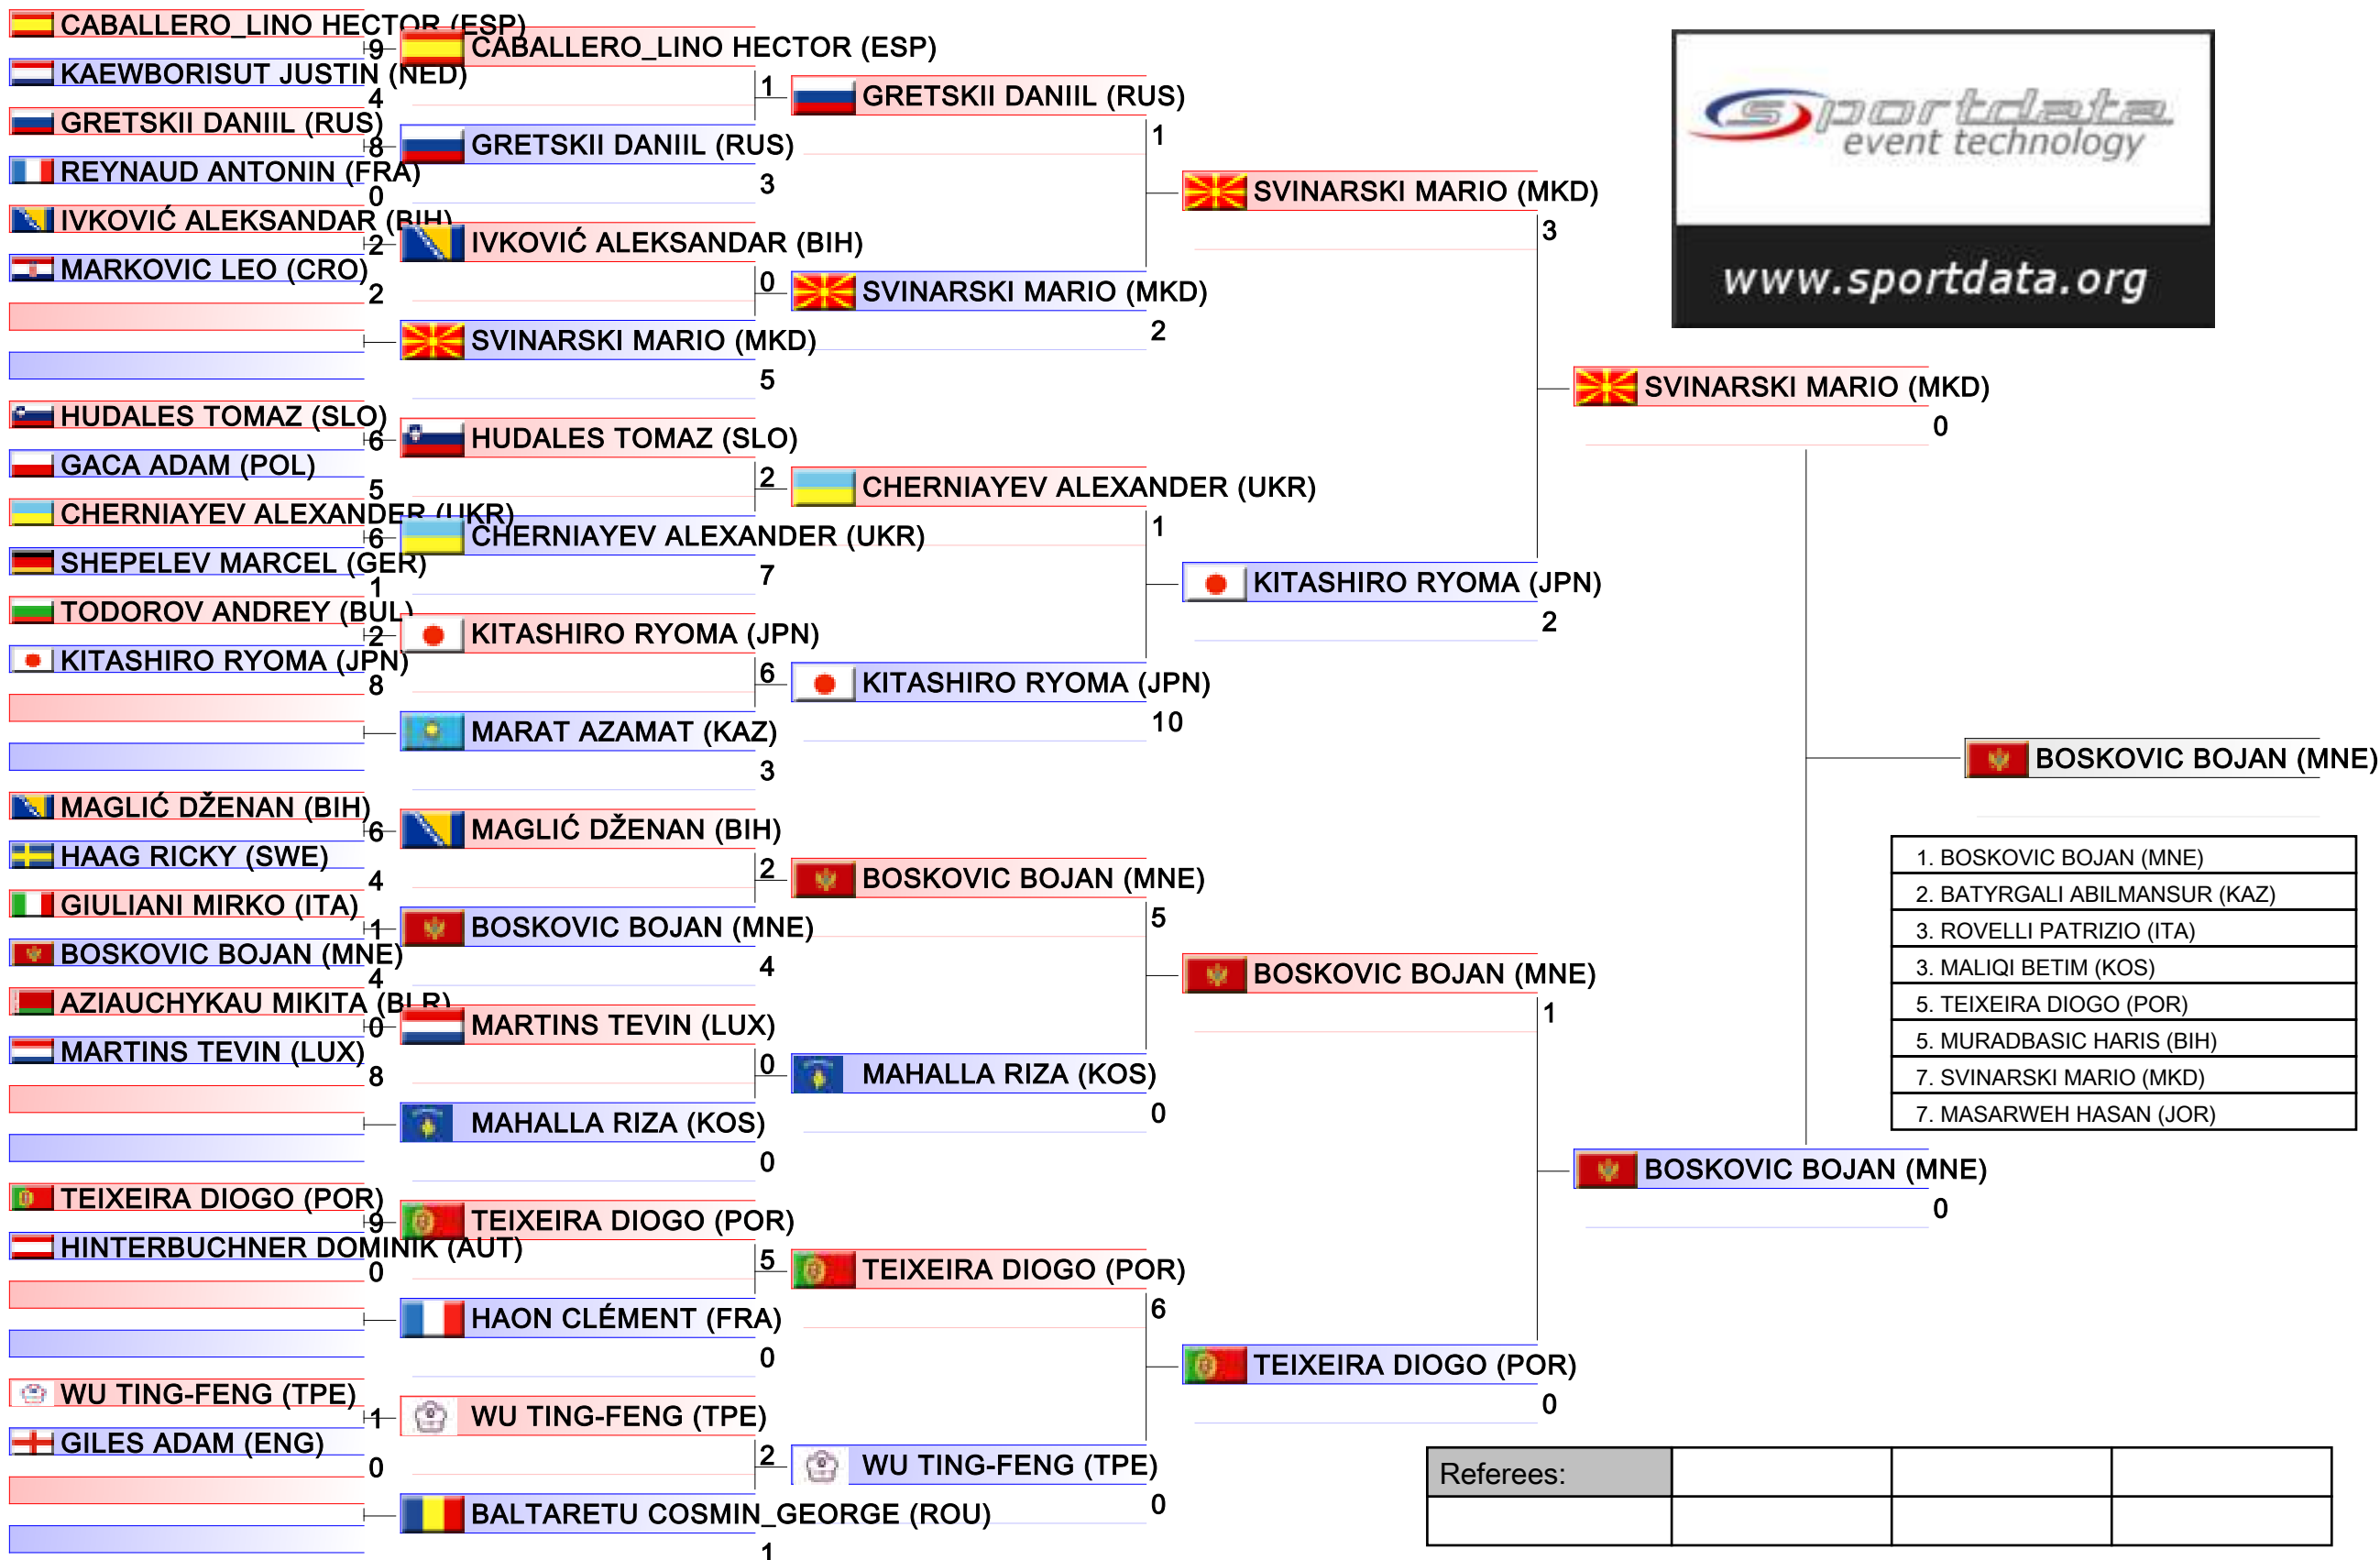 CABALLERO_LINO HECTOR (ESP)
9
KAEWBORISUT JUSTIN (NED)
4
GRETSKII DANIIL (RUS)
8
REYNAUD ANTONIN (FRA)
0
IVKOVIĆ ALEKSANDAR (BIH)
2
MARKOVIC LEO (CRO)
2
HUDALES TOMAZ (SLO)
6
GACA ADAM (POL)
5
CHERNIAYEV ALEXANDER (UKR)
6
SHEPELEV MARCEL (GER)
1
TODOROV ANDREY (BUL)
2
KITASHIRO RYOMA (JPN)
8
MAGLIĆ DŽENAN (BIH)
6
HAAG RICKY (SWE)
4
GIULIANI MIRKO (ITA)
1
BOSKOVIC BOJAN (MNE)
4
AZIAUCHYKAU MIKITA (BLR)
0
MARTINS TEVIN (LUX)
8
TEIXEIRA DIOGO (POR)
9
HINTERBUCHNER DOMINIK (AUT)
0
WU TING-FENG (TPE)
1
GILES ADAM (ENG)
0
CABALLERO_LINO HECTOR (ESP)
1
GRETSKII DANIIL (RUS)
3
IVKOVIĆ ALEKSANDAR (BIH)
0
SVINARSKI MARIO (MKD)
5
HUDALES TOMAZ (SLO)
2
CHERNIAYEV ALEXANDER (UKR)
7
KITASHIRO RYOMA (JPN)
6
MARAT AZAMAT (KAZ)
3
MAGLIĆ DŽENAN (BIH)
2
BOSKOVIC BOJAN (MNE)
4
MARTINS TEVIN (LUX)
0
MAHALLA RIZA (KOS)
0
TEIXEIRA DIOGO (POR)
5
HAON CLÉMENT (FRA)
0
WU TING-FENG (TPE)
2
BALTARETU COSMIN_GEORGE (ROU)
1
GRETSKII DANIIL (RUS)
1
SVINARSKI MARIO (MKD)
2
CHERNIAYEV ALEXANDER (UKR)
1
KITASHIRO RYOMA (JPN)
10
BOSKOVIC BOJAN (MNE)
5
MAHALLA RIZA (KOS)
0
TEIXEIRA DIOGO (POR)
6
WU TING-FENG (TPE)
0
SVINARSKI MARIO (MKD)
3
KITASHIRO RYOMA (JPN)
2
BOSKOVIC BOJAN (MNE)
1
TEIXEIRA DIOGO (POR)
0
SVINARSKI MARIO (MKD)
0
BOSKOVIC BOJAN (MNE)
0
BOSKOVIC BOJAN (MNE)
sportdata
event technology
www.sportdata.org
1. BOSKOVIC BOJAN (MNE)
2. BATYRGALI ABILMANSUR (KAZ)
3. ROVELLI PATRIZIO (ITA)
3. MALIQI BETIM (KOS)
5. TEIXEIRA DIOGO (POR)
5. MURADBASIC HARIS (BIH)
7. SVINARSKI MARIO (MKD)
7. MASARWEH HASAN (JOR)
Referees: